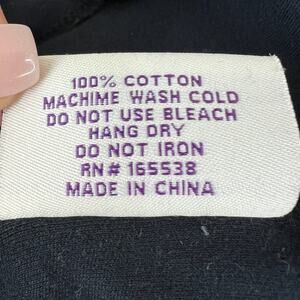 100% COTTON
MACHIME WASH COLD
DO NOT USE BLEACH
HANG DRY
DO NOT IRON
RN# 165538
MADE IN CHINA